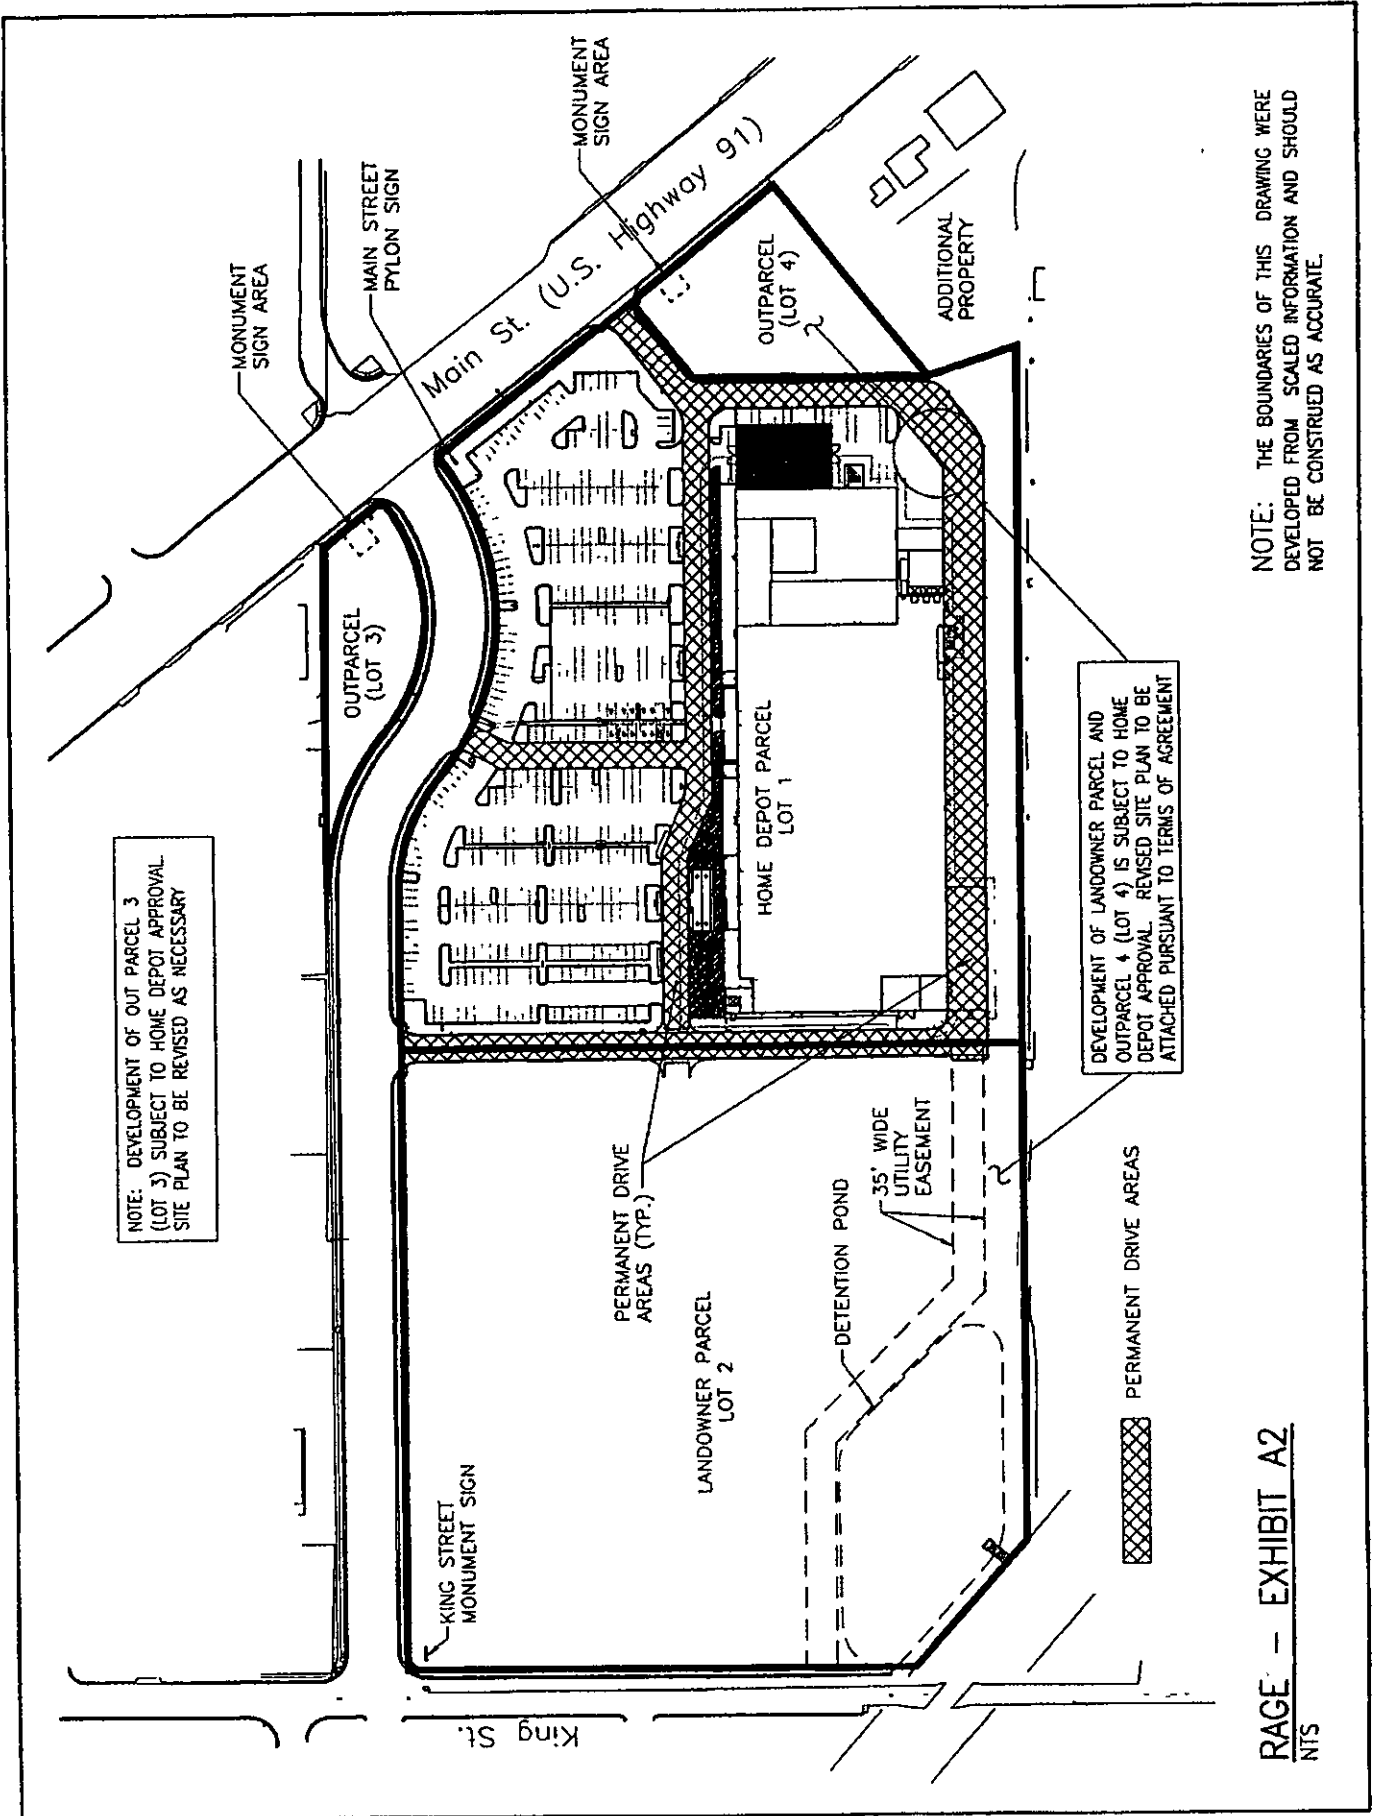 NOTE: DEVELOPMENT OF OUT PARCEL 3
(LOT 3) SUBJECT TO HOME DEPOT APPROVAL.
SITE PLAN TO BE REVISED AS NECESSARY
MONUMENT
SIGN AREA
MAIN STREET
PYLON SIGN
MONUMENT
SIGN AREA
Main St. (U.S. Highway 91)
OUTPARCEL
(LOT 3)
OUTPARCEL
(LOT 4)
ADDITIONAL
PROPERTY
HOME DEPOT PARCEL
LOT 1
KING STREET
MONUMENT SIGN
King St.
PERMANENT DRIVE
AREAS (TYP.)
LANDOWNER PARCEL
LOT 2
DETENTION POND
35' WIDE
UTILITY
EASEMENT
DEVELOPMENT OF LANDOWNER PARCEL AND
OUTPARCEL 4 (LOT 4) IS SUBJECT TO HOME
DEPOT APPROVAL. REVISED SITE PLAN TO BE
ATTACHED PURSUANT TO TERMS OF AGREEMENT
PERMANENT DRIVE AREAS
NOTE: THE BOUNDARIES OF THIS DRAWING WERE
DEVELOPED FROM SCALED INFORMATION AND SHOULD
NOT BE CONSTRUED AS ACCURATE.
RAGE - EXHIBIT A2
NTS